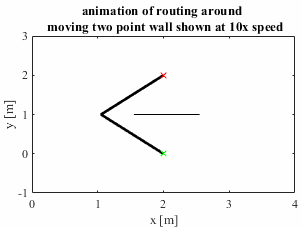 animation of routing around
moving two point wall shown at 10x speed
3
2
1
0
-1
y [m]
0 1 2 3 4
x [m]